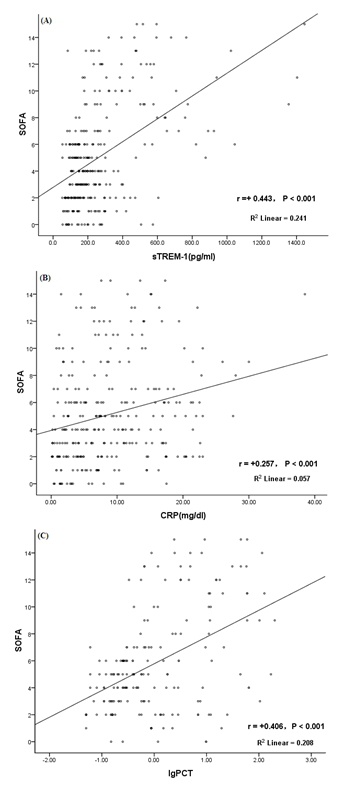 (A)
14
12
10
8
6
4
2
0
SOFA
r =+ 0.443， P < 0.001
R² Linear = 0.241
0.0 200.0 400.0 600.0 800.0 1000.0 1200.0 1400.0
sTREM-1(pg/ml)
(B)
14
12
10
8
6
4
2
0
SOFA
r = +0.257， P < 0.001
R² Linear = 0.057
.00 10.00 20.00 30.00 40.00
CRP(mg/dl)
(C)
14
12
10
8
6
4
2
0
SOFA
r = +0.406， P < 0.001
R² Linear = 0.208
-2.00 -1.00 0.00 1.00 2.00 3.00
lgPCT